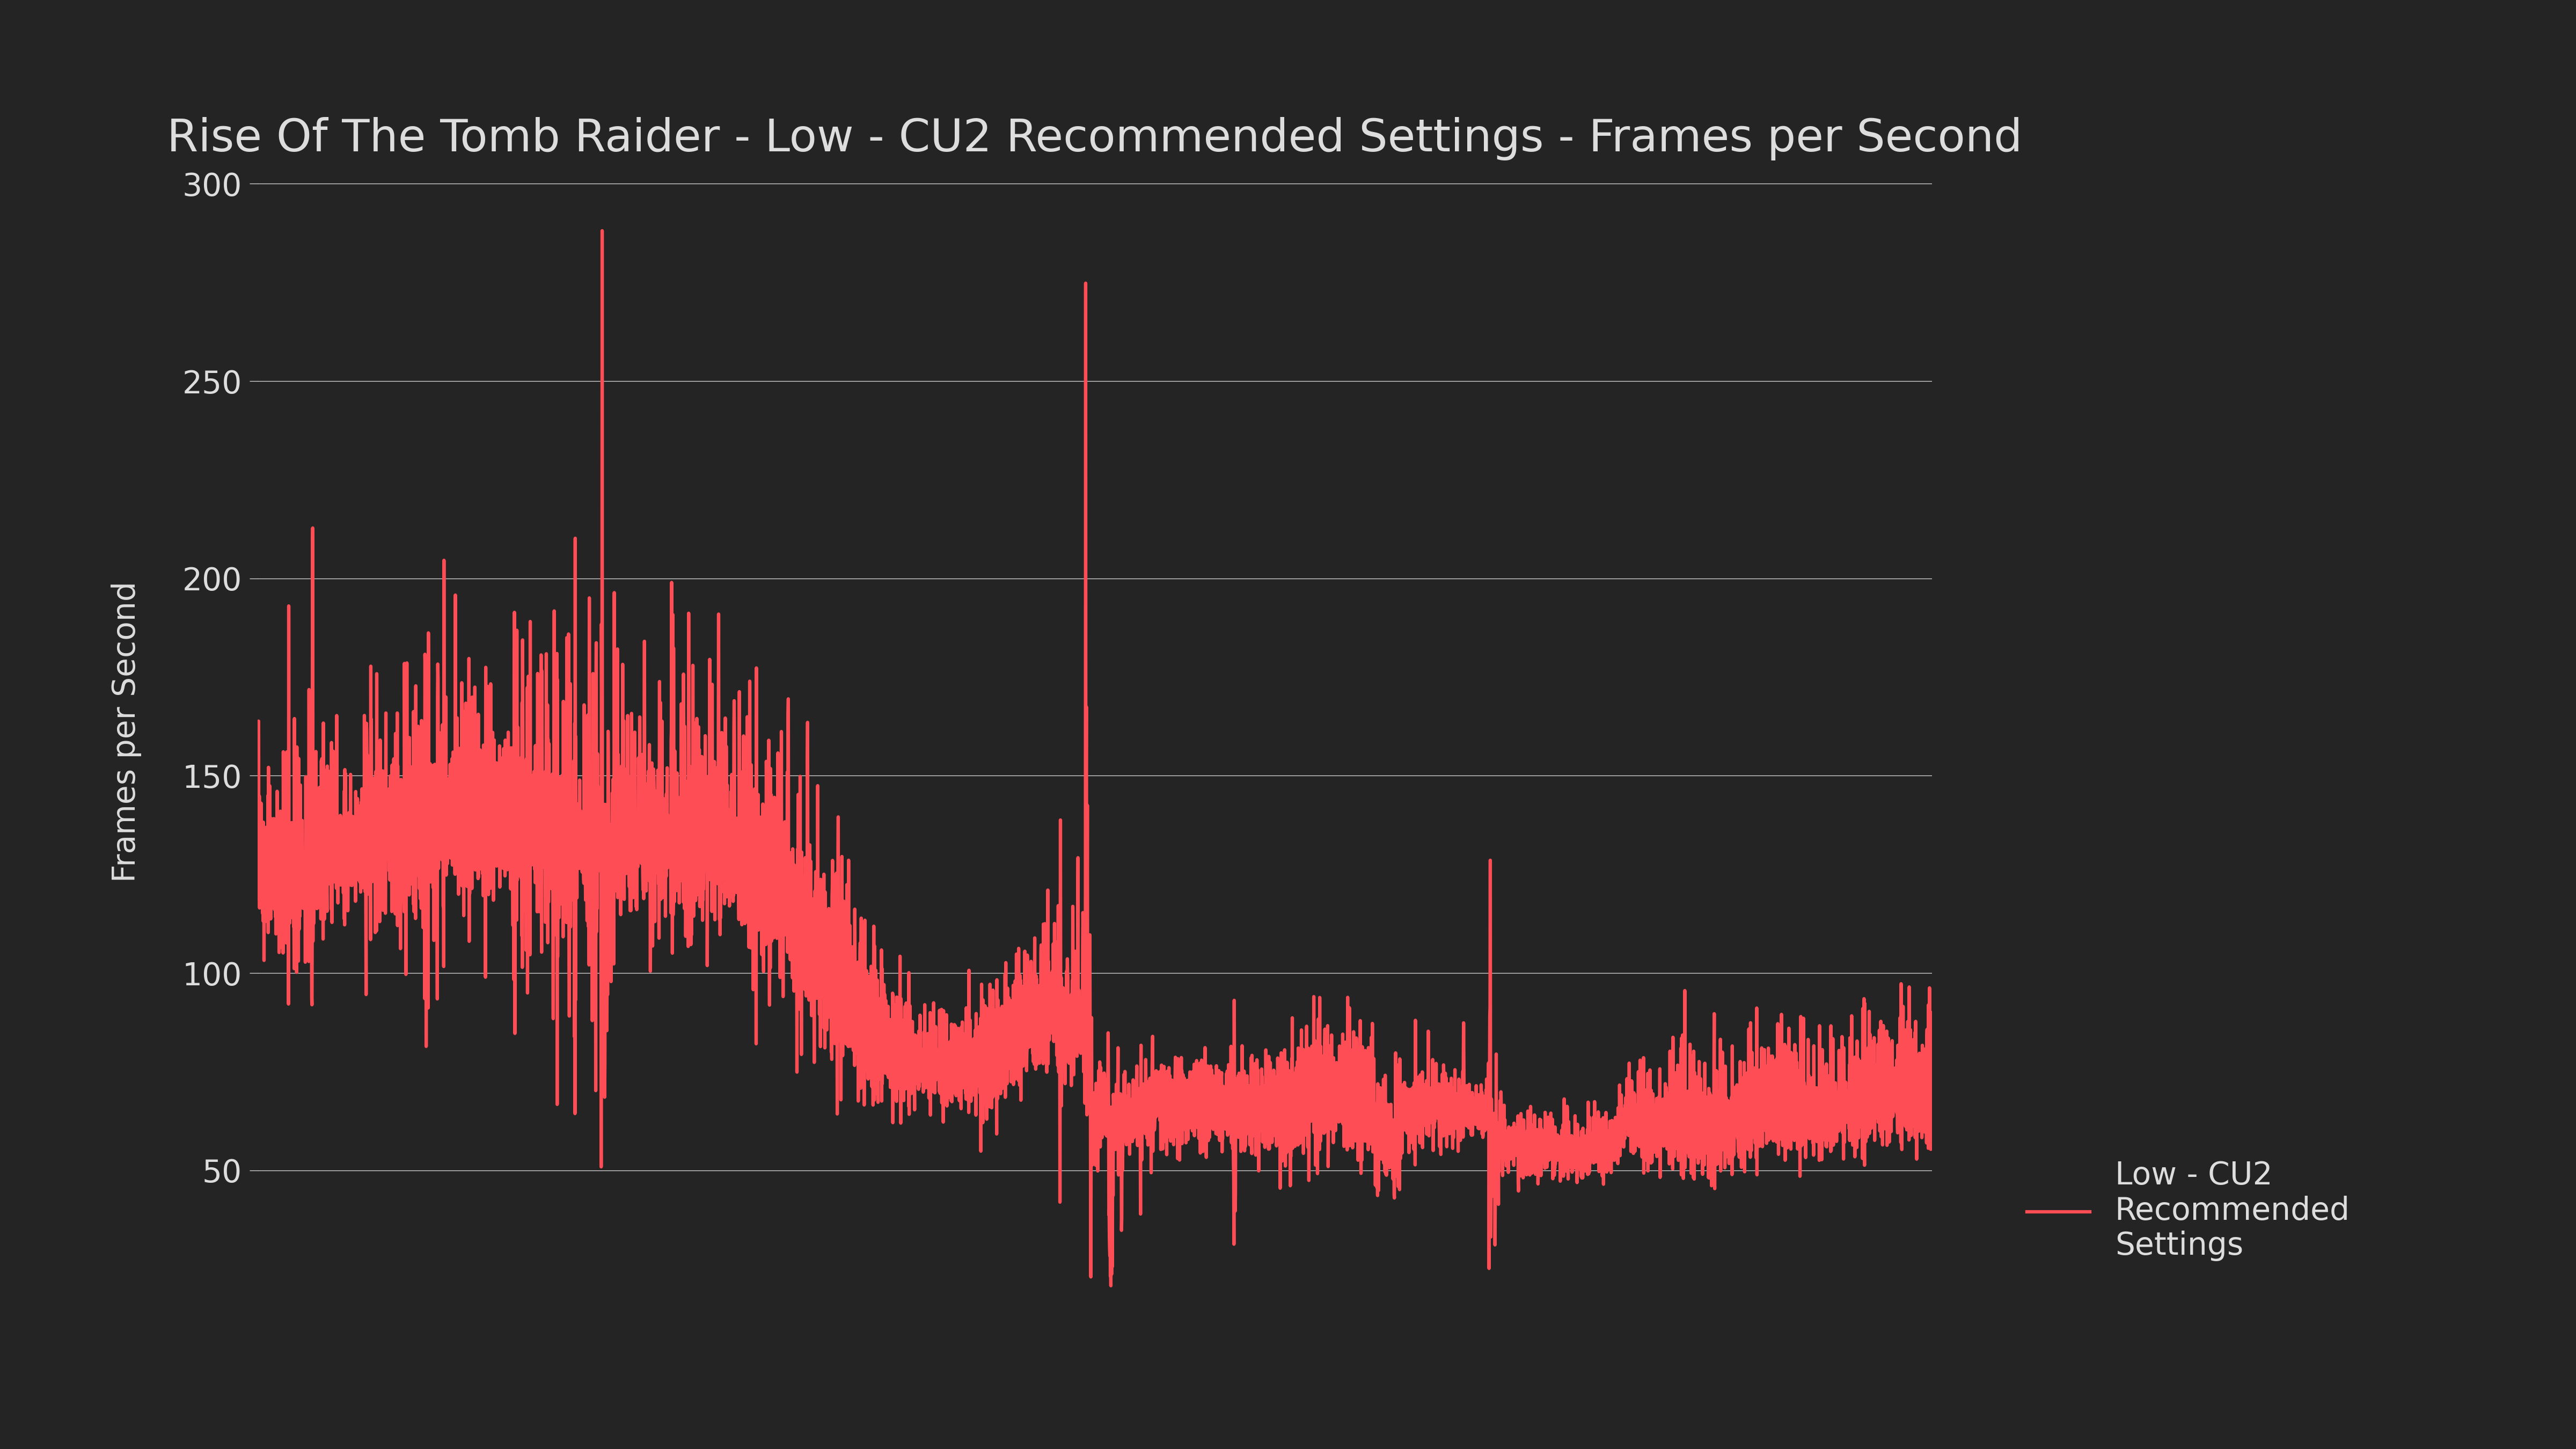 Rise Of The Tomb Raider - Low - CU2 Recommended Settings - Frames per Second
300
250
200
150
100
50
Frames per Second
Low - CU2
Recommended
Settings